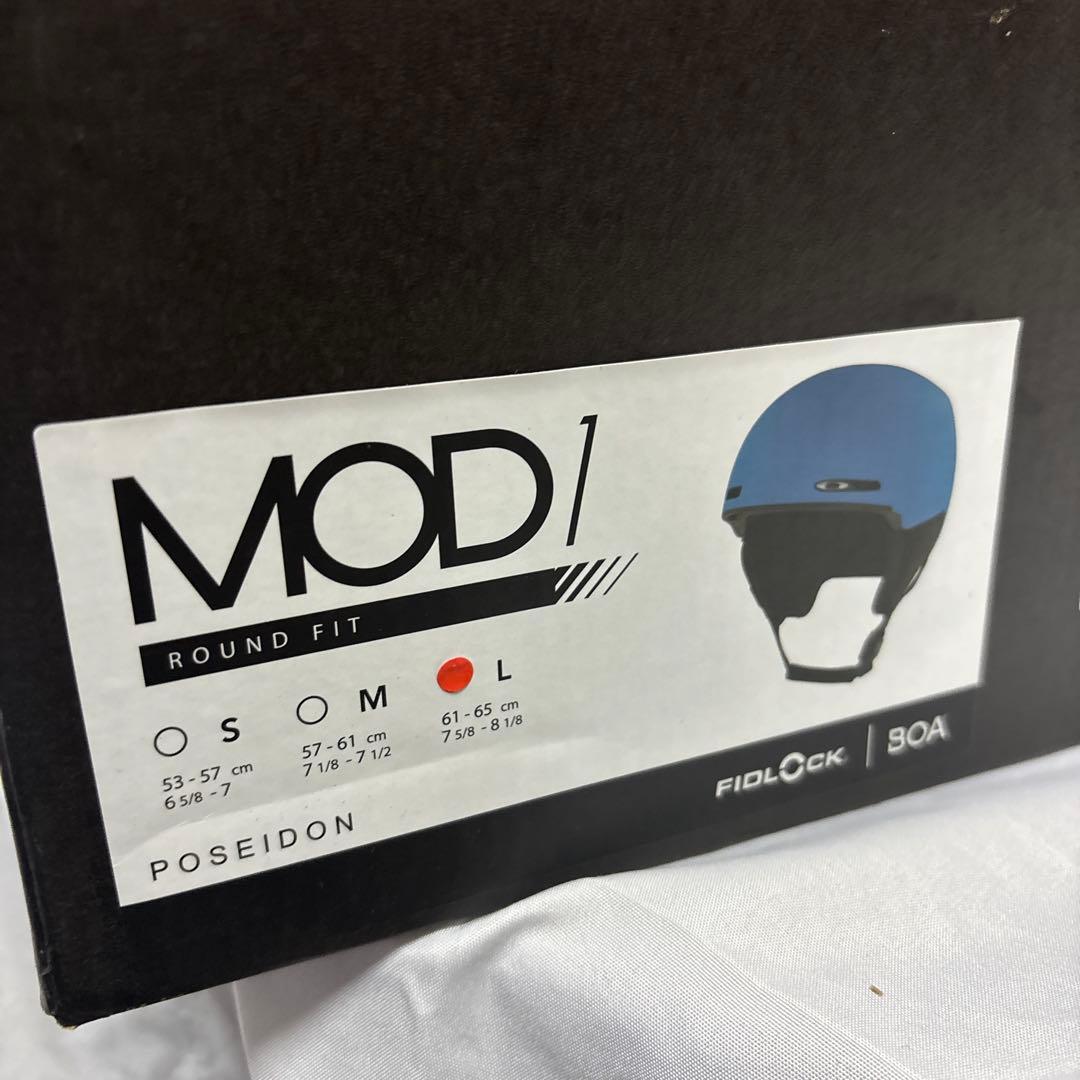 MOD1
ROUND FIT
S
53 - 57 cm
6 5/8 - 7
M
57 - 61 cm
7 1/8 - 7 1/2
L
61 - 65 cm
7 5/8 - 8 1/8
POSEIDON
FIDLOCK | BOA